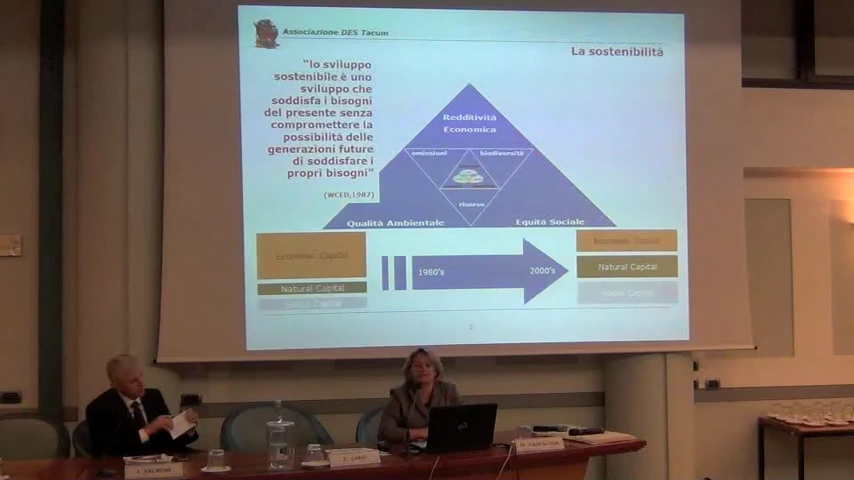 Associazione DES Tacum
La sostenibilità
"lo sviluppo
sostenibile è uno
sviluppo che
soddisfa i bisogni
del presente senza
compromettere la
possibilità delle
generazioni future
di soddisfare i
propri bisogni"
(WCED,1987)
Redditività
Economica
emissioni
biodiversità
risorse
Qualità Ambientale
Equità Sociale
Economic Capital
Natural Capital
Social Capital
1980's
2000's
Economic Capital
Natural Capital
Social Capital